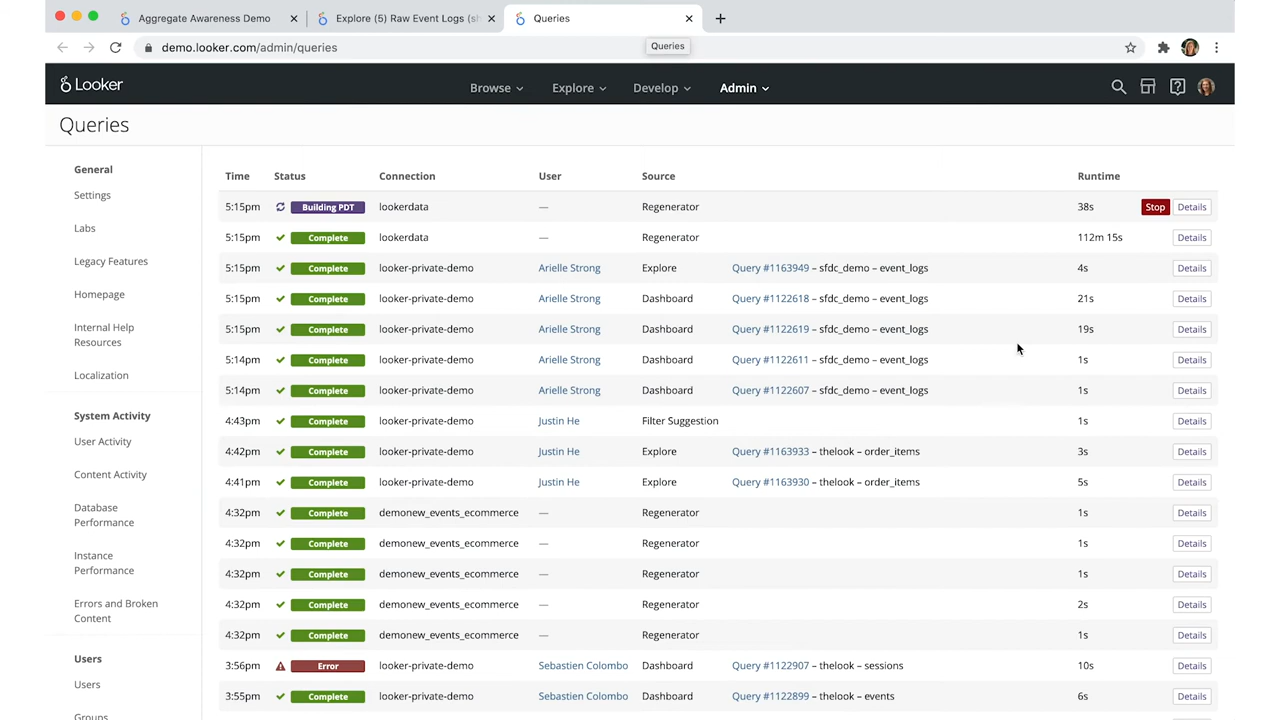 Aggregate Awareness Demo
Explore (5) Raw Event Logs (sh
Queries
demo.looker.com/admin/queries
Queries
Looker
Browse
Explore
Develop
Admin
Queries
General
Settings
Labs
Legacy Features
Homepage
Internal Help
Resources
Localization
System Activity
User Activity
Content Activity
Database
Performance
Instance
Performance
Errors and Broken
Content
Users
Users
Groups
Time Status Connection User Source Runtime
5:15pm Building PDT lookerdata — Regenerator 38s Stop Details
5:15pm Complete lookerdata — Regenerator 112m 15s Details
5:15pm Complete looker-private-demo Arielle Strong Explore Query #1163949 – sfdc_demo – event_logs 4s Details
5:15pm Complete looker-private-demo Arielle Strong Dashboard Query #1122618 – sfdc_demo – event_logs 21s Details
5:15pm Complete looker-private-demo Arielle Strong Dashboard Query #1122619 – sfdc_demo – event_logs 19s Details
5:14pm Complete looker-private-demo Arielle Strong Dashboard Query #1122611 – sfdc_demo – event_logs 1s Details
5:14pm Complete looker-private-demo Arielle Strong Dashboard Query #1122607 – sfdc_demo – event_logs 1s Details
4:43pm Complete looker-private-demo Justin He Filter Suggestion 1s Details
4:42pm Complete looker-private-demo Justin He Explore Query #1163933 – thelook – order_items 3s Details
4:41pm Complete looker-private-demo Justin He Explore Query #1163930 – thelook – order_items 5s Details
4:32pm Complete demonew_events_ecommerce — Regenerator 1s Details
4:32pm Complete demonew_events_ecommerce — Regenerator 1s Details
4:32pm Complete demonew_events_ecommerce — Regenerator 1s Details
4:32pm Complete demonew_events_ecommerce — Regenerator 2s Details
4:32pm Complete demonew_events_ecommerce — Regenerator 1s Details
3:56pm Error looker-private-demo Sebastien Colombo Dashboard Query #1122907 – thelook – sessions 10s Details
3:55pm Complete looker-private-demo Sebastien Colombo Dashboard Query #1122899 – thelook – events 6s Details